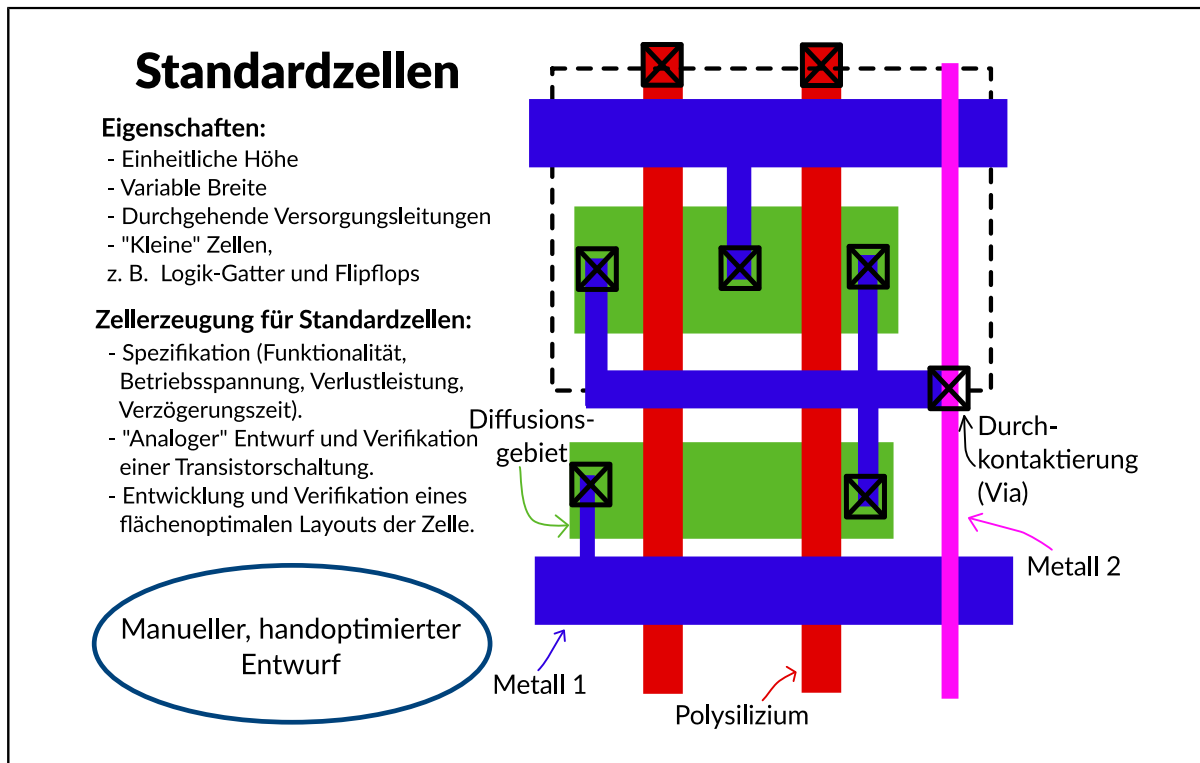 Standardzellen
Eigenschaften:
- Einheitliche Höhe
- Variable Breite
- Durchgehende Versorgungsleitungen
- "Kleine" Zellen,
z. B.  Logik-Gatter und Flipflops
Zellerzeugung für Standardzellen:
- Spezifikation (Funktionalität,
Betriebsspannung, Verlustleistung,
Verzögerungszeit).
- "Analoger" Entwurf und Verifikation
einer Transistorschaltung.
- Entwicklung und Verifikation eines
flächenoptimalen Layouts der Zelle.
Manueller, handoptimierter
Entwurf
Diffusions-
gebiet
Durch-
kontaktierung
(Via)
Metall 2
Metall 1
Polysilizium